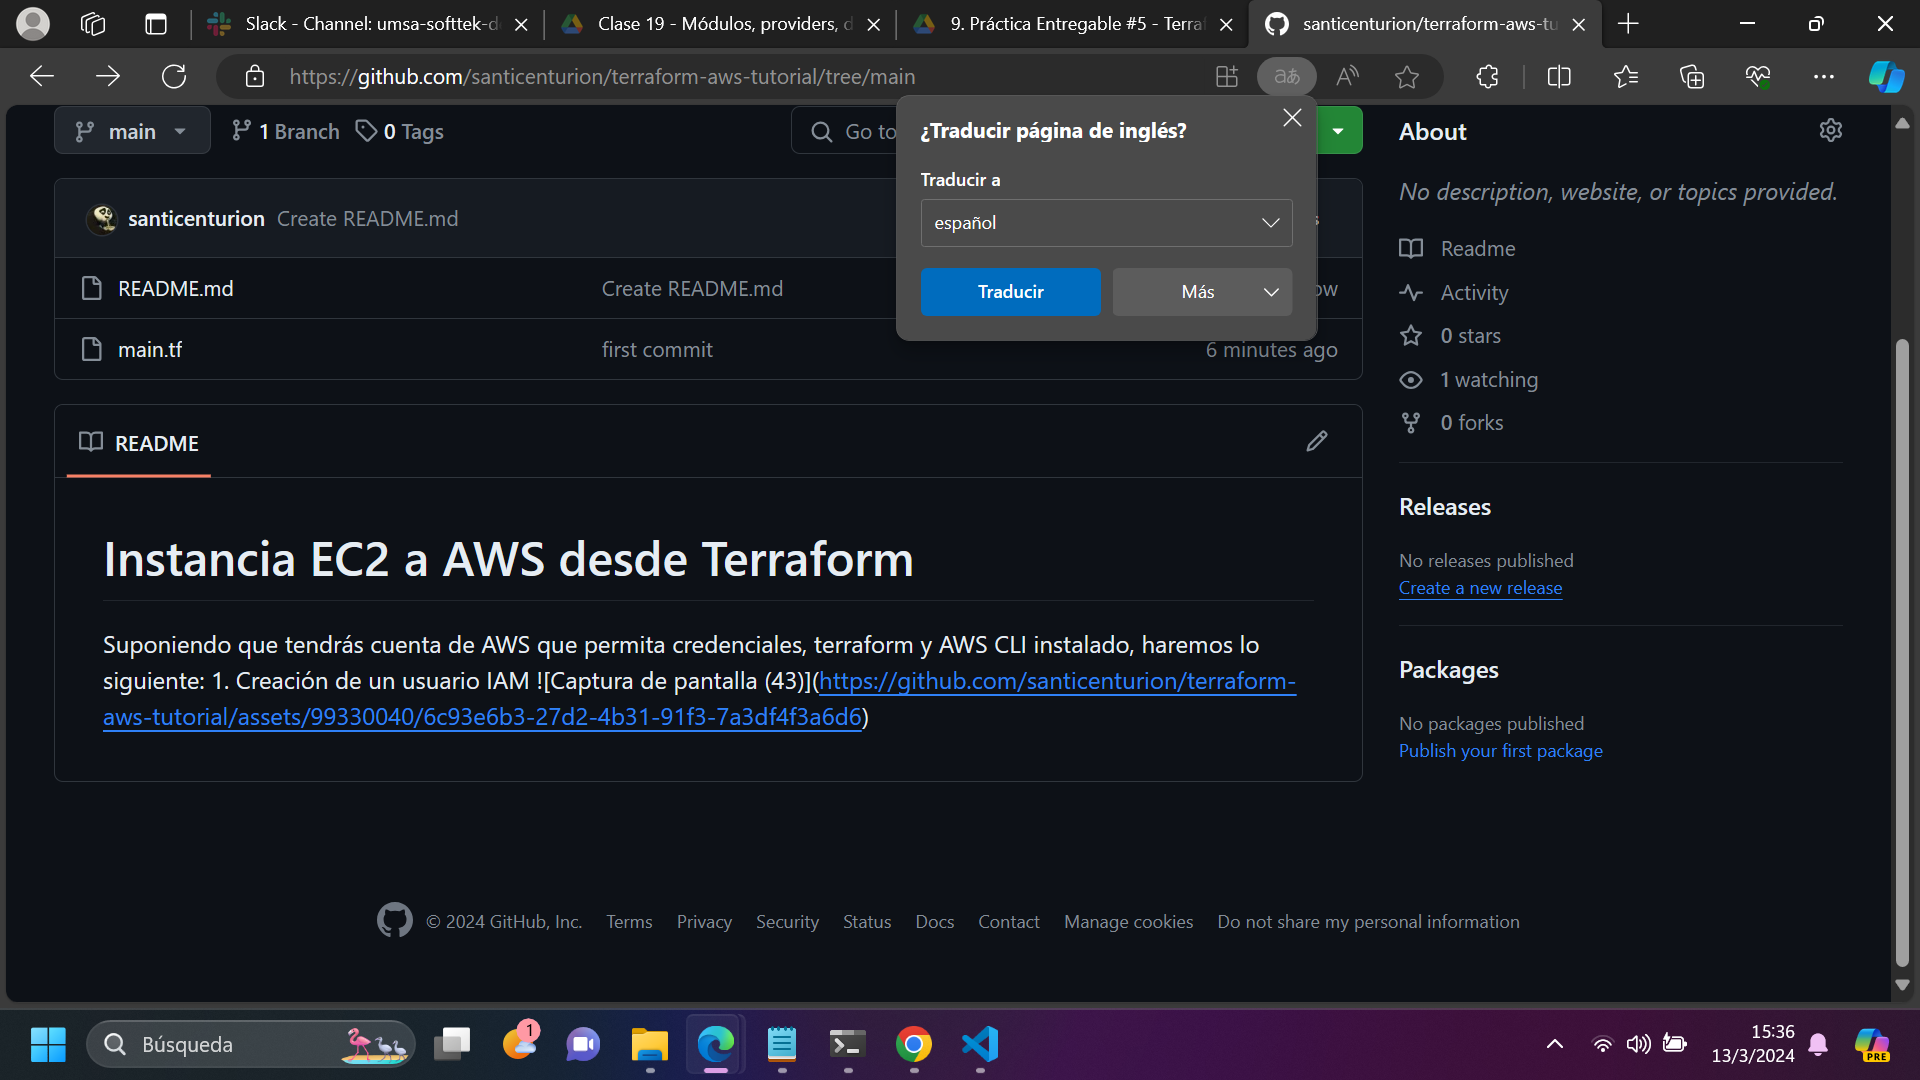 Slack - Channel: umsa-softtek-d
Clase 19 - Módulos, providers, d
9. Práctica Entregable #5 - Terraf
santicenturion/terraform-aws-tu
https://github.com/santicenturion/terraform-aws-tutorial/tree/main
aあ
main
1 Branch
0 Tags
Go to
¿Traducir página de inglés?
Traducir a
español
Traducir
Más
santicenturion Create README.md
README.md
Create README.md
ow
main.tf
first commit
6 minutes ago
README
Instancia EC2 a AWS desde Terraform
Suponiendo que tendrás cuenta de AWS que permita credenciales, terraform y AWS CLI instalado, haremos lo
siguiente: 1. Creación de un usuario IAM ![Captura de pantalla (43)](https://github.com/santicenturion/terraform-
aws-tutorial/assets/99330040/6c93e6b3-27d2-4b31-91f3-7a3df4f3a6d6)
About
No description, website, or topics provided.
Readme
Activity
0 stars
1 watching
0 forks
Releases
No releases published
Create a new release
Packages
No packages published
Publish your first package
© 2024 GitHub, Inc. Terms Privacy Security Status Docs Contact Manage cookies Do not share my personal information
Búsqueda
1
15:36
13/3/2024
PRE